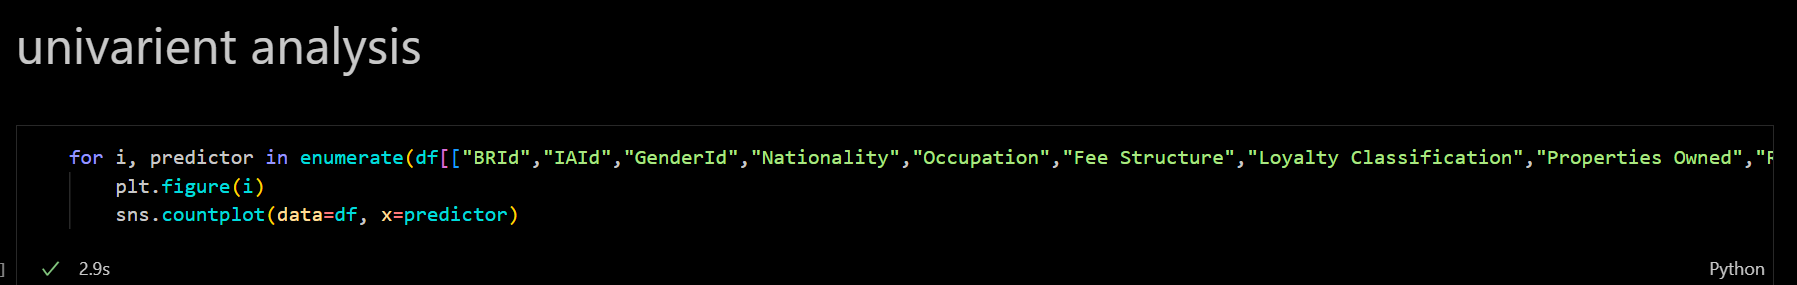 univarient analysis
for i, predictor in enumerate(df[["BRId","IAId","GenderId","Nationality","Occupation","Fee Structure","Loyalty Classification","Properties Owned","
plt.figure(i)
sns.countplot(data=df, x=predictor)
] ✓ 2.9s Python